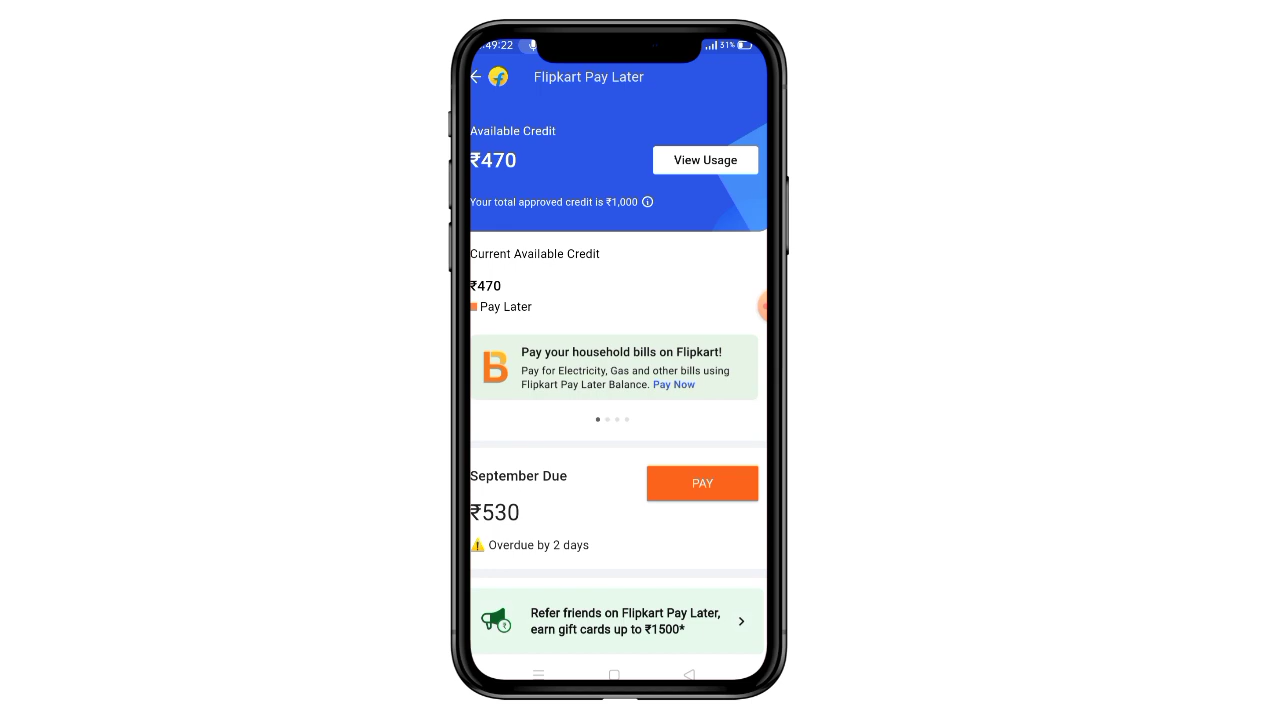 :49:22
31%
Flipkart Pay Later
Available Credit
₹470
View Usage
Your total approved credit is ₹1,000
Current Available Credit
₹470
Pay Later
B
Pay your household bills on Flipkart!
Pay for Electricity, Gas and other bills using
Flipkart Pay Later Balance. Pay Now
September Due
PAY
₹530
Overdue by 2 days
Refer friends on Flipkart Pay Later,
earn gift cards up to ₹1500*